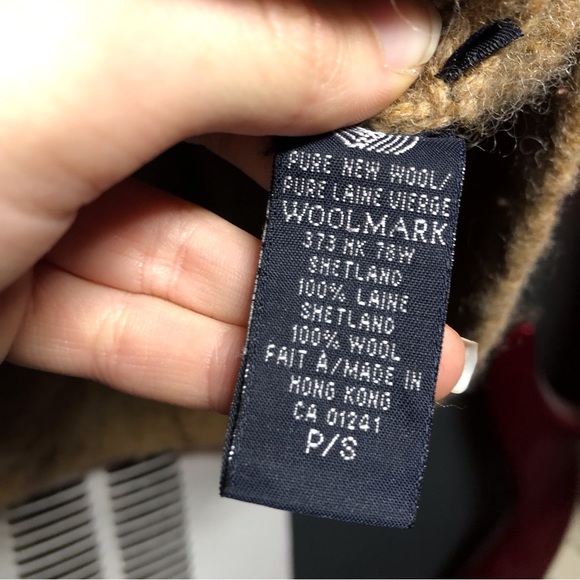 PURE NEW WOOL/
PURE LAINE VIERGE
WOOLMARK
373 HK 78W
SHETLAND
100% LAINE
SHETLAND
100% WOOL
FAIT À/MADE IN
HONG KONG
CA 01241
P/S